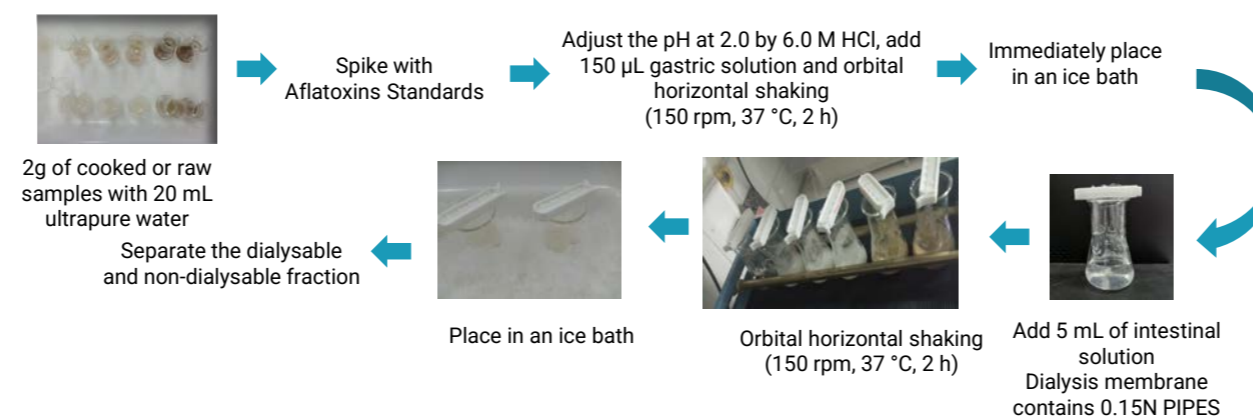 2g of cooked or raw
samples with 20 mL
ultrapure water
Spike with
Aflatoxins Standards
Adjust the pH at 2.0 by 6.0 M HCl, add
150 µL gastric solution and orbital
horizontal shaking
(150 rpm, 37 °C, 2 h)
Immediately place
in an ice bath
Add 5 mL of intestinal
solution
Dialysis membrane
contains 0.15N PIPES
Orbital horizontal shaking
(150 rpm, 37 °C, 2 h)
Place in an ice bath
Separate the dialysable
and non-dialysable fraction